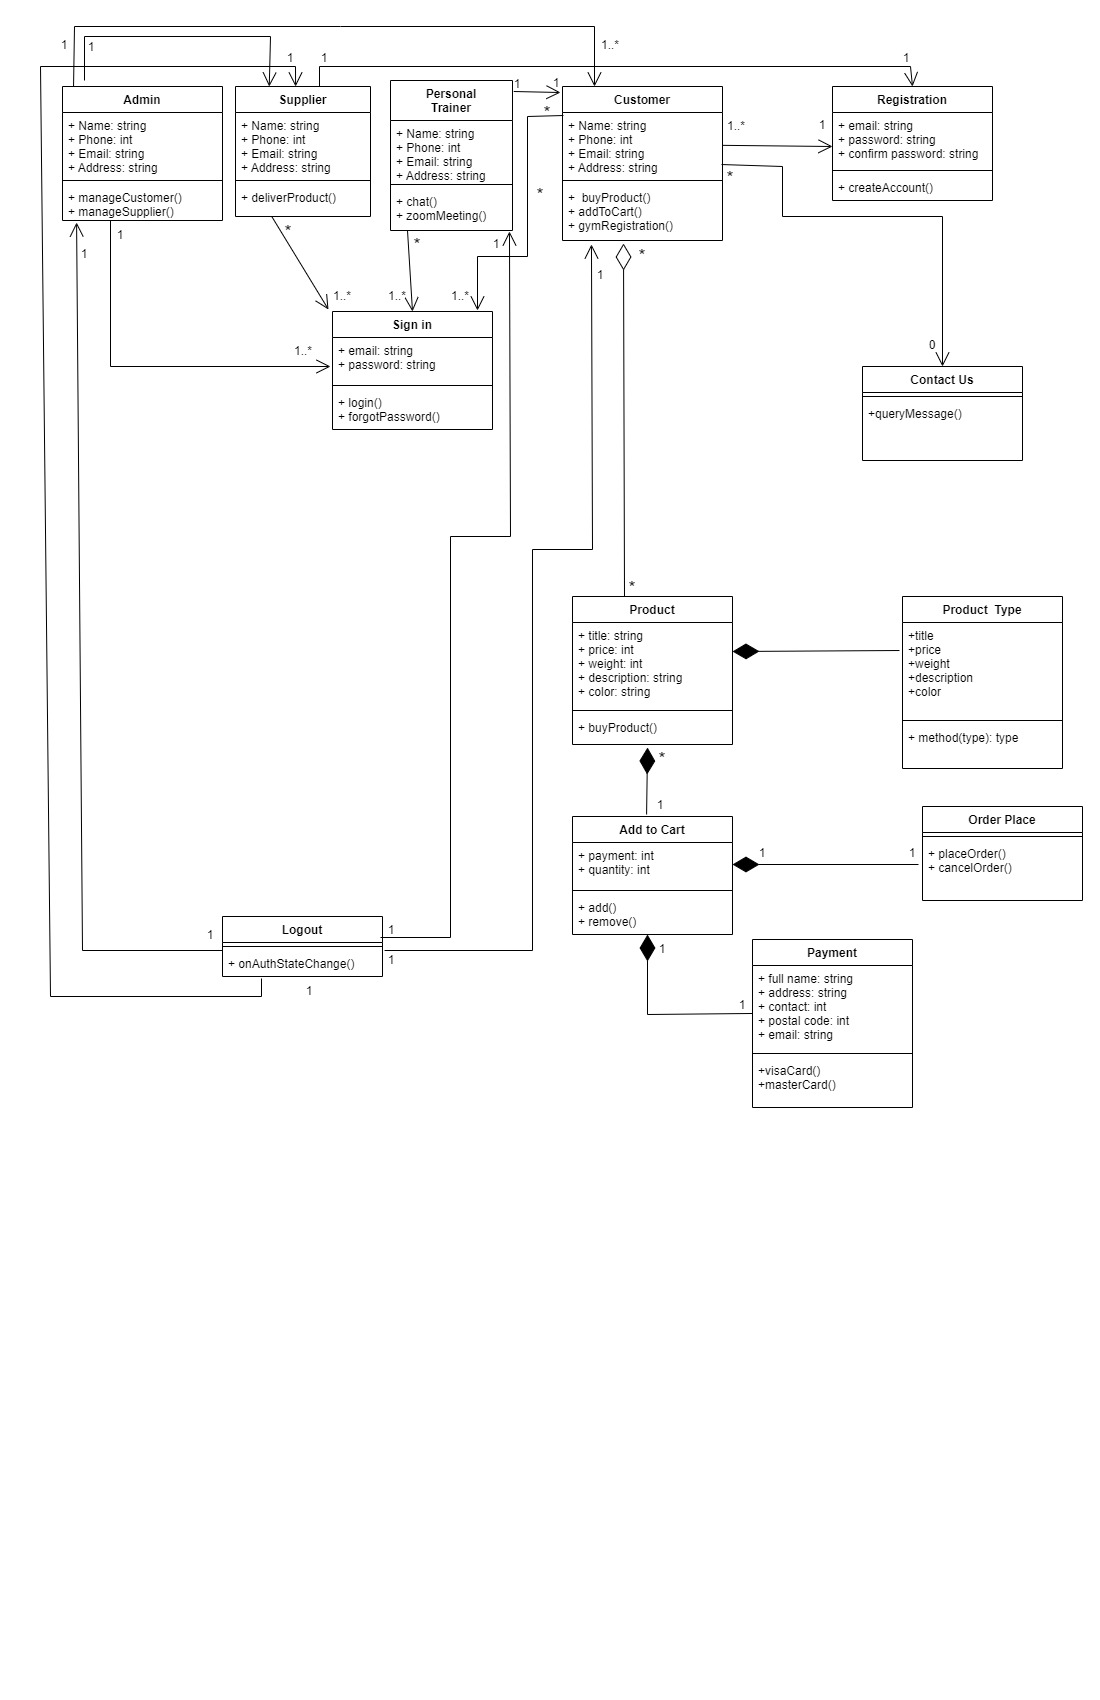 1
1
1..*
1
1
1
Admin
+ Name: string
+ Phone: int
+ Email: string
+ Address: string
+ manageCustomer()
+ manageSupplier()
Supplier
+ Name: string
+ Phone: int
+ Email: string
+ Address: string
+ deliverProduct()
Personal
Trainer
+ Name: string
+ Phone: int
+ Email: string
+ Address: string
+ chat()
+ zoomMeeting()
1
1
*
*
Customer
+ Name: string
+ Phone: int
+ Email: string
+ Address: string
+  buyProduct()
+ addToCart()
+ gymRegistration()
1..*
1
*
Registration
+ email: string
+ password: string
+ confirm password: string
+ createAccount()
1
1
*
*
1
1
*
1..*
1..*
1..*
1..*
Sign in
+ email: string
+ password: string
+ login()
+ forgotPassword()
0
Contact Us
+queryMessage()
*
Product
+ title: string
+ price: int
+ weight: int
+ description: string
+ color: string
+ buyProduct()
Product  Type
+title
+price
+weight
+description
+color
+ method(type): type
*
1
Add to Cart
+ payment: int
+ quantity: int
+ add()
+ remove()
1
1
Order Place
+ placeOrder()
+ cancelOrder()
1
1
Payment
+ full name: string
+ address: string
+ contact: int
+ postal code: int
+ email: string
+visaCard()
+masterCard()
1
Logout
+ onAuthStateChange()
1
1
1